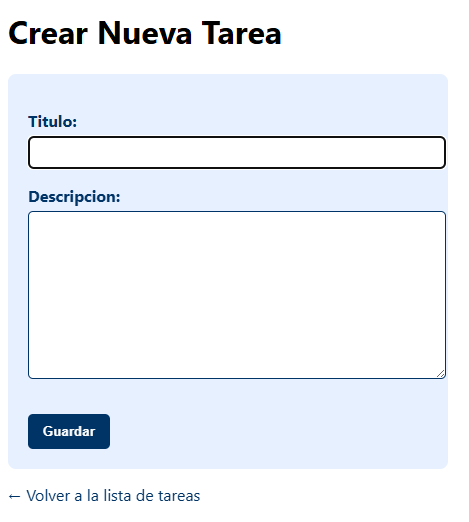 Crear Nueva Tarea
Titulo:
Descripcion:
Guardar
← Volver a la lista de tareas